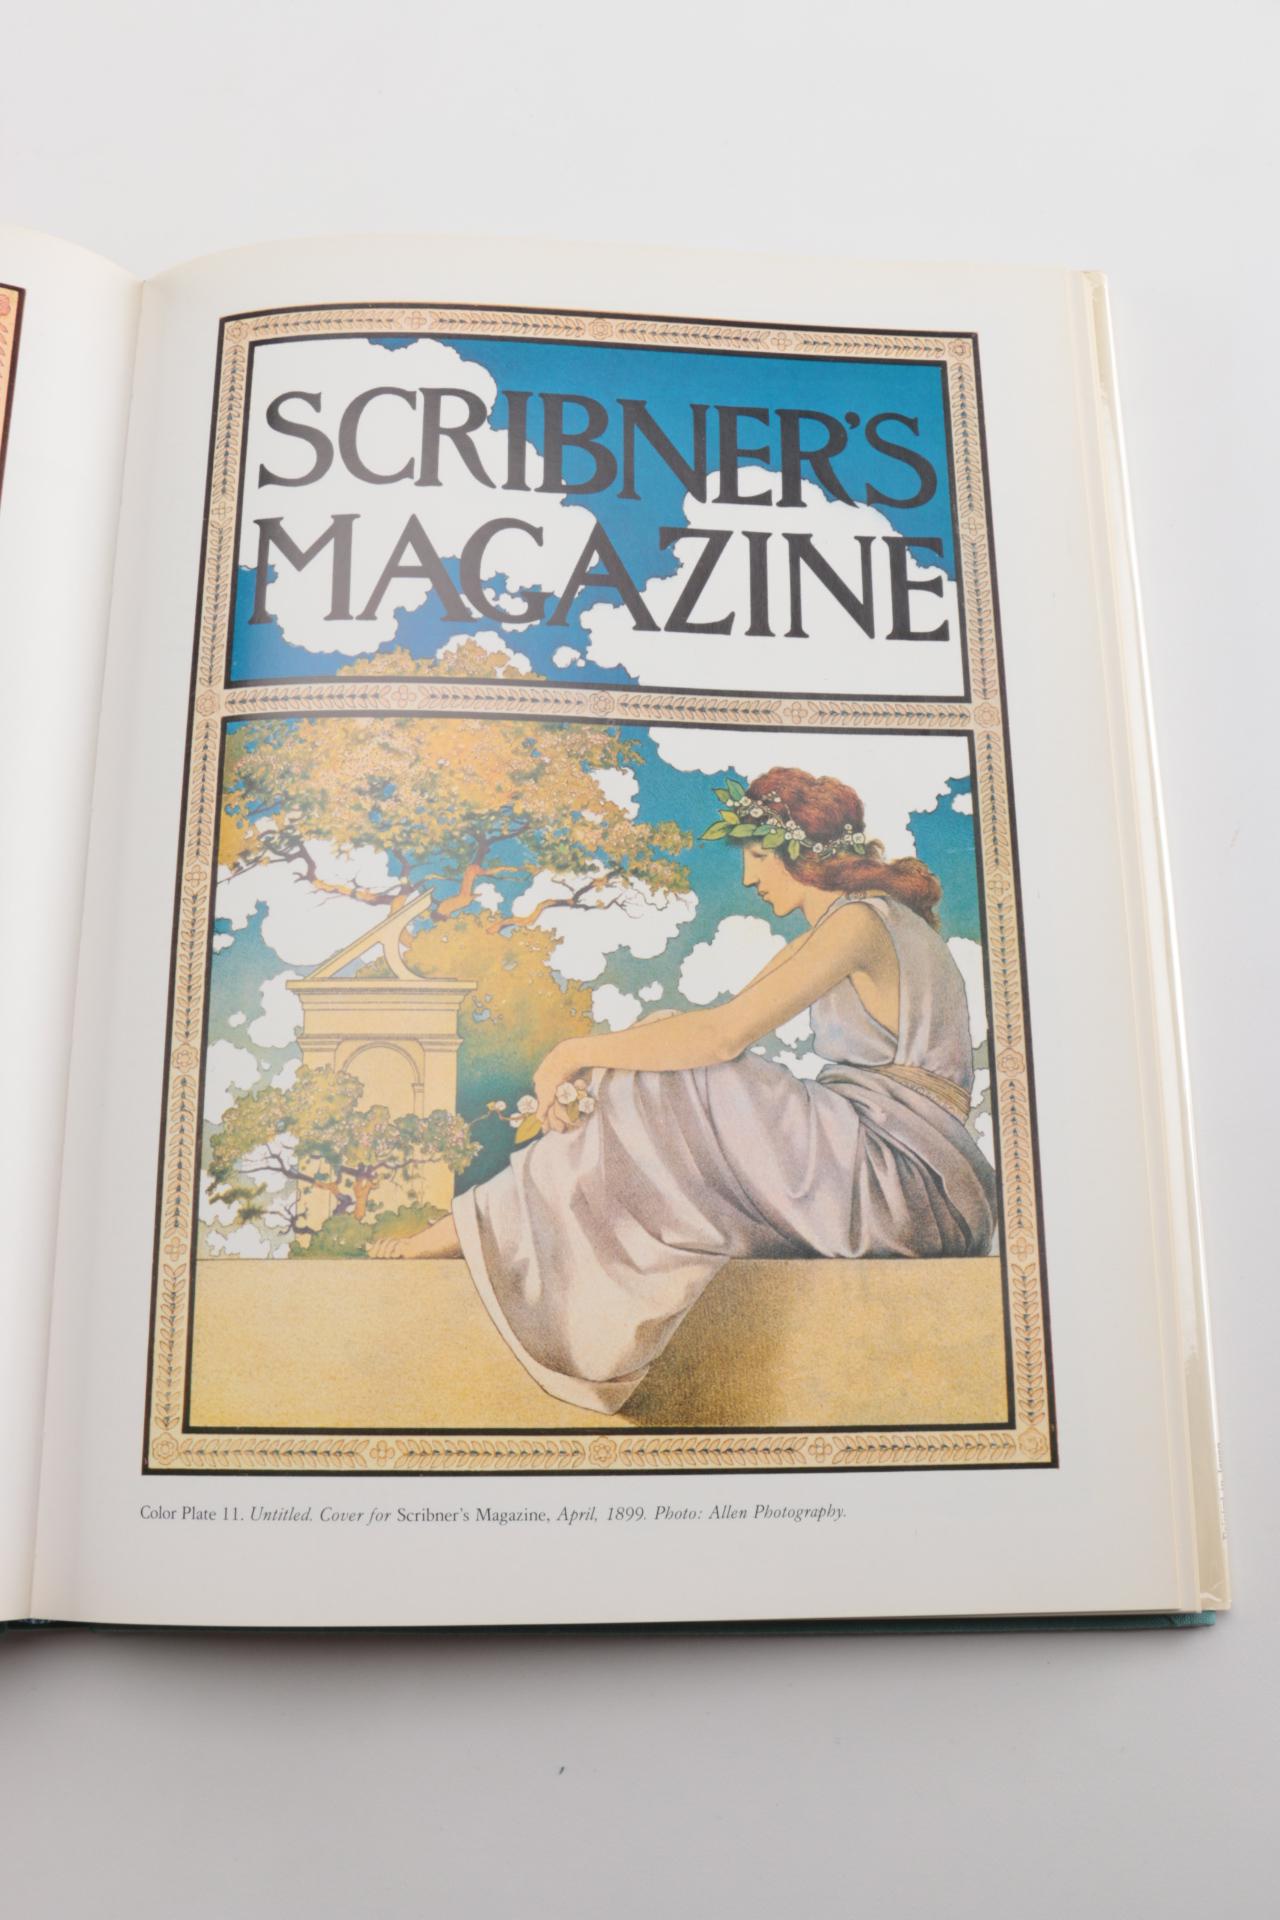 SCRIBNER'S
MAGAZINE
Color Plate 11. Untitled. Cover for Scribner's Magazine, April, 1899. Photo: Allen Photography.